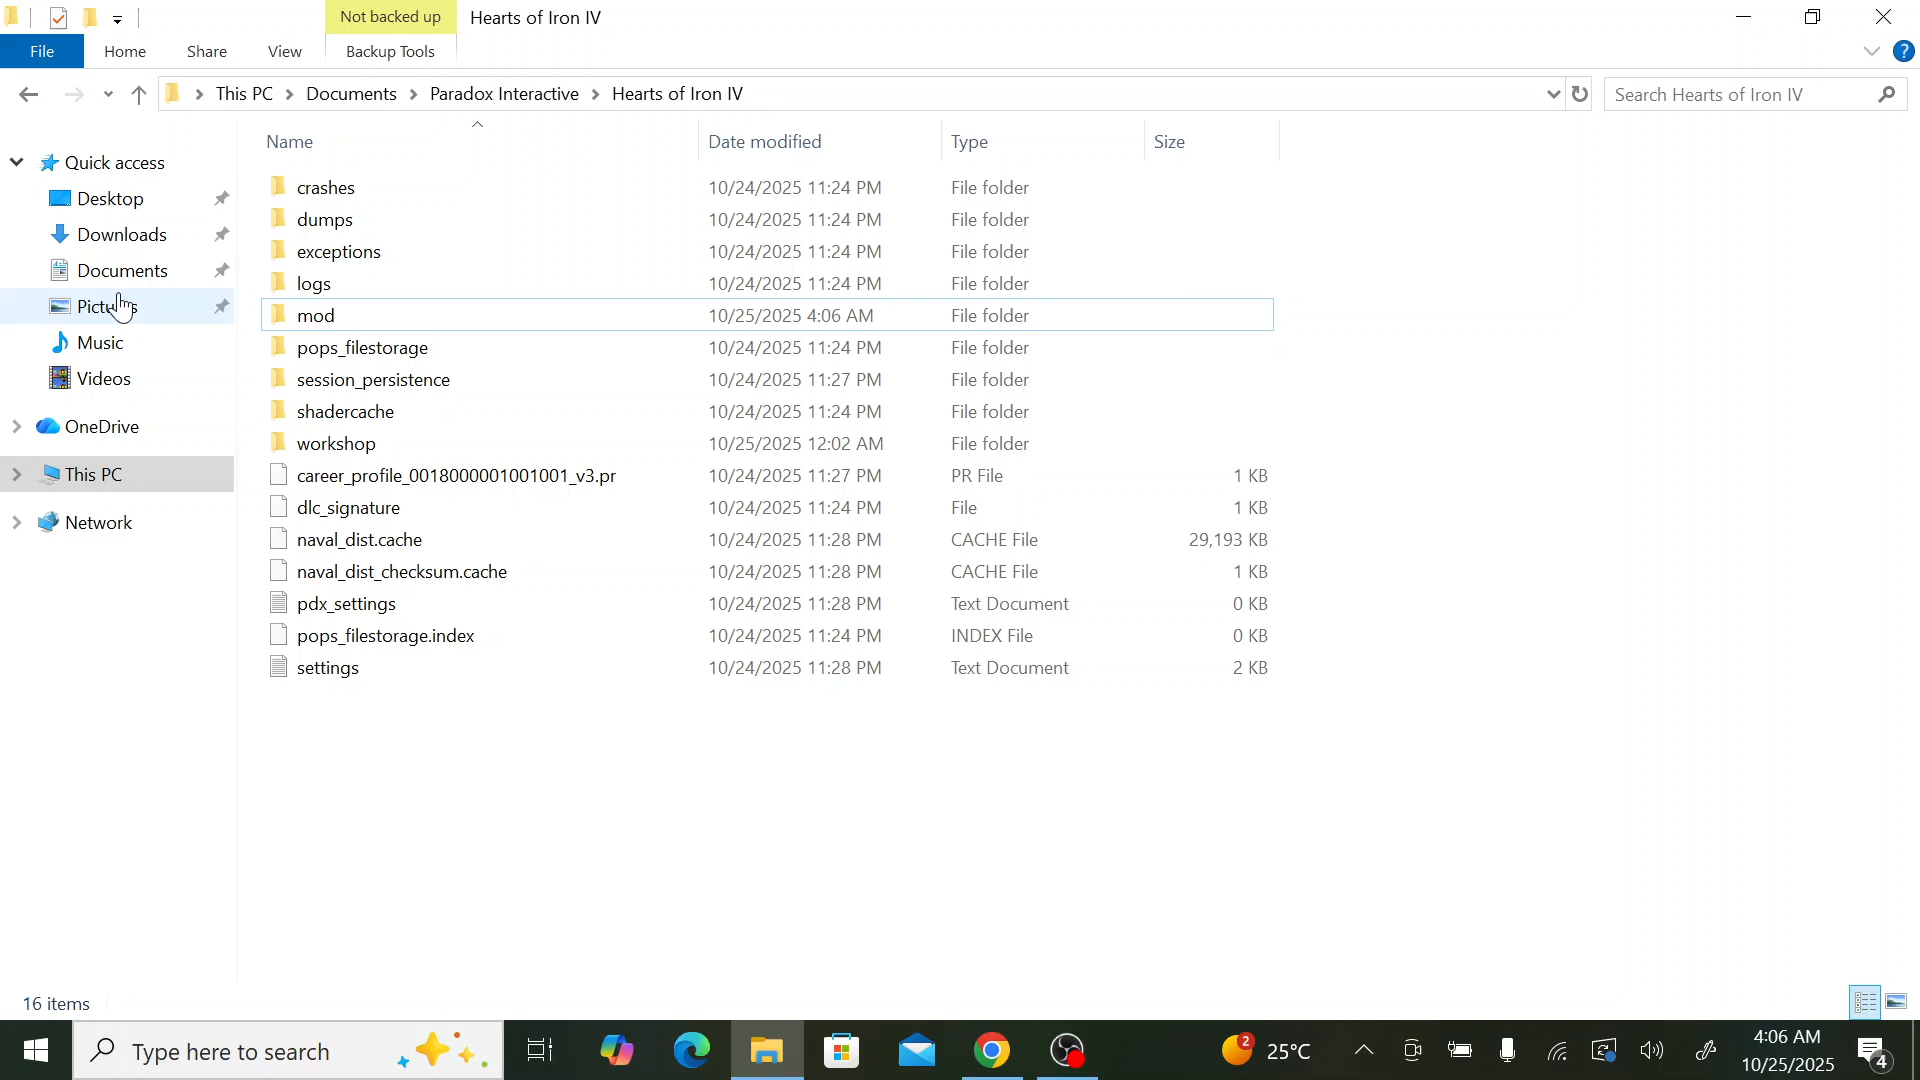 Not backed up Hearts of Iron IV
File Home Share View Backup Tools ?
This PC Documents Paradox Interactive Hearts of Iron IV Search Hearts of Iron IV
Name Date modified Type Size
Quick access
Desktop
Downloads
Documents
Pictu s
Music
Videos
OneDrive
This PC
Network
crashes 10/24/2025 11:24 PM File folder
dumps 10/24/2025 11:24 PM File folder
exceptions 10/24/2025 11:24 PM File folder
logs 10/24/2025 11:24 PM File folder
mod 10/25/2025 4:06 AM File folder
pops_filestorage 10/24/2025 11:24 PM File folder
session_persistence 10/24/2025 11:27 PM File folder
shadercache 10/24/2025 11:24 PM File folder
workshop 10/25/2025 12:02 AM File folder
career_profile_0018000001001001_v3.pr 10/24/2025 11:27 PM PR File 1 KB
dlc_signature 10/24/2025 11:24 PM File 1 KB
naval_dist.cache 10/24/2025 11:28 PM CACHE File 29,193 KB
naval_dist_checksum.cache 10/24/2025 11:28 PM CACHE File 1 KB
pdx_settings 10/24/2025 11:28 PM Text Document 0 KB
pops_filestorage.index 10/24/2025 11:24 PM INDEX File 0 KB
settings 10/24/2025 11:28 PM Text Document 2 KB
16 items
Type here to search 2 25°C 4:06 AM
10/25/2025 4